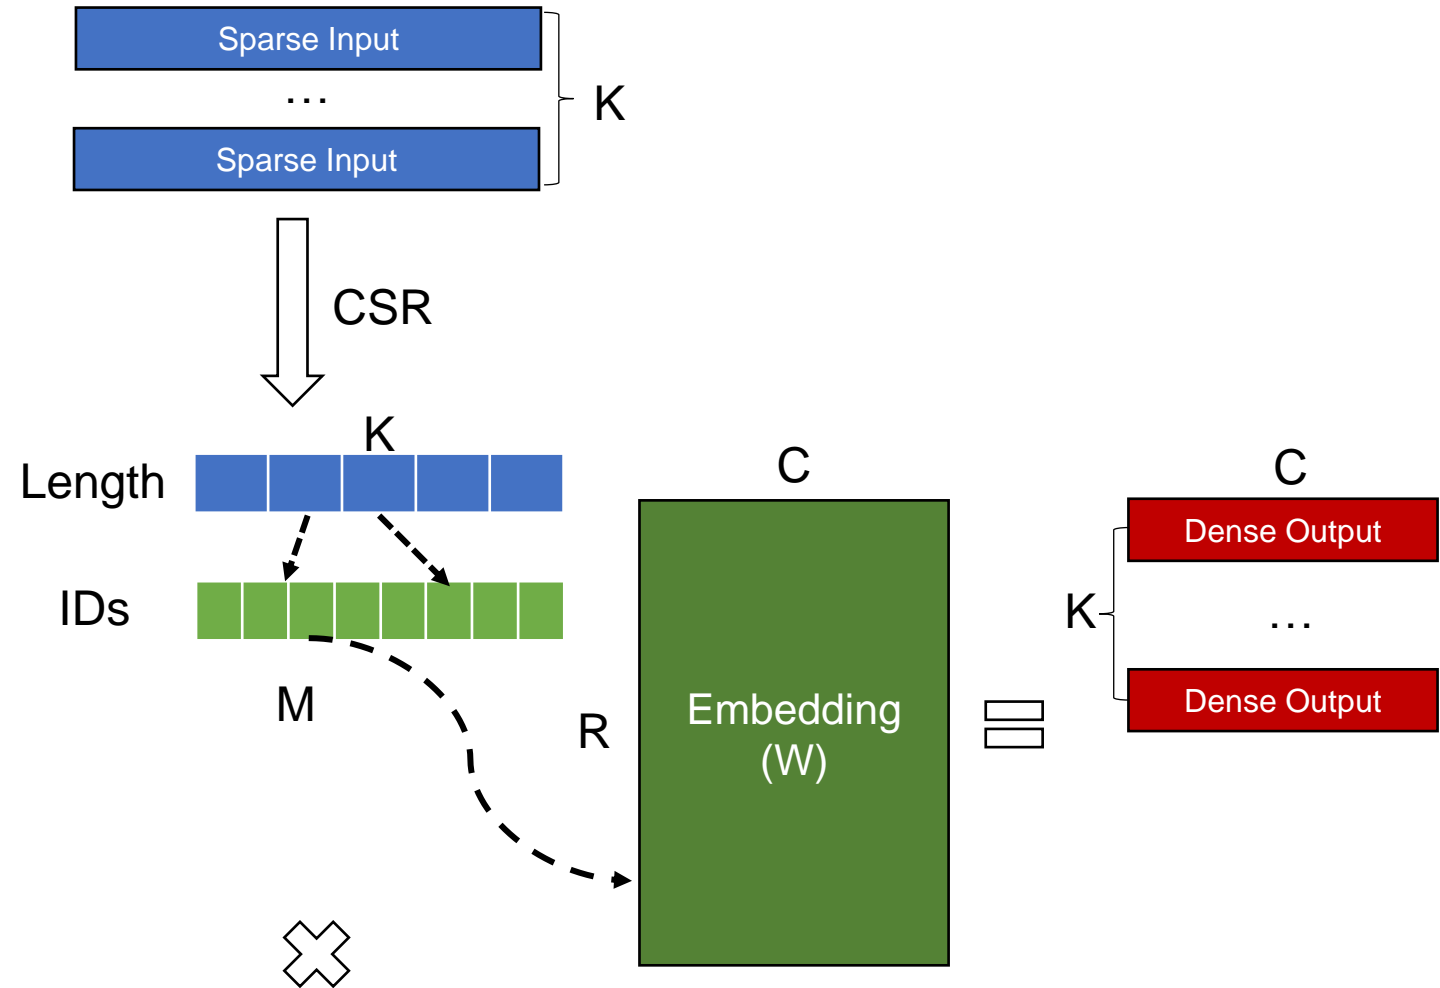 Sparse Input
...
K
Sparse Input
CSR
K
Length
IDs
M
R
C
Embedding
(W)
C
Dense Output
K
...
Dense Output